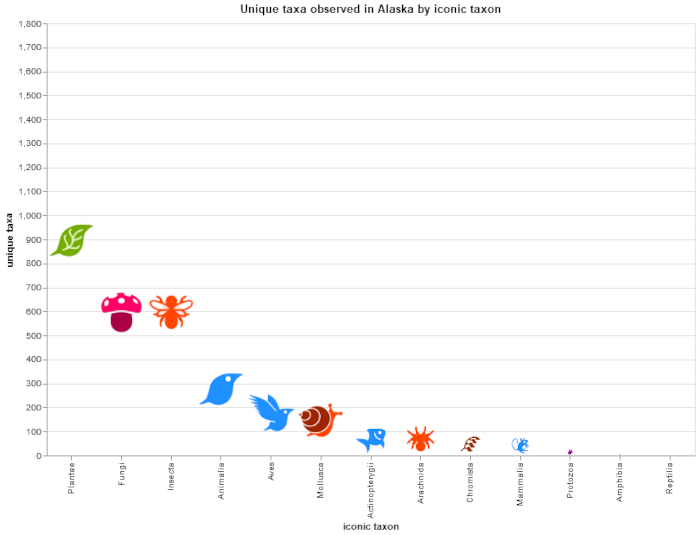 Unique taxa observed in Alaska by iconic taxon
1,800
1,700
1,600
1,500
1,400
1,300
1,200
1,100
1,000
900
800
700
600
500
400
300
200
100
0
unique taxa
Plantae
Fungi
Insecta
Animalia
Aves
Mollusca
Actinopterygii
Arachnida
Chromista
Mammalia
Protozoa
Amphibia
Reptilia
iconic taxon